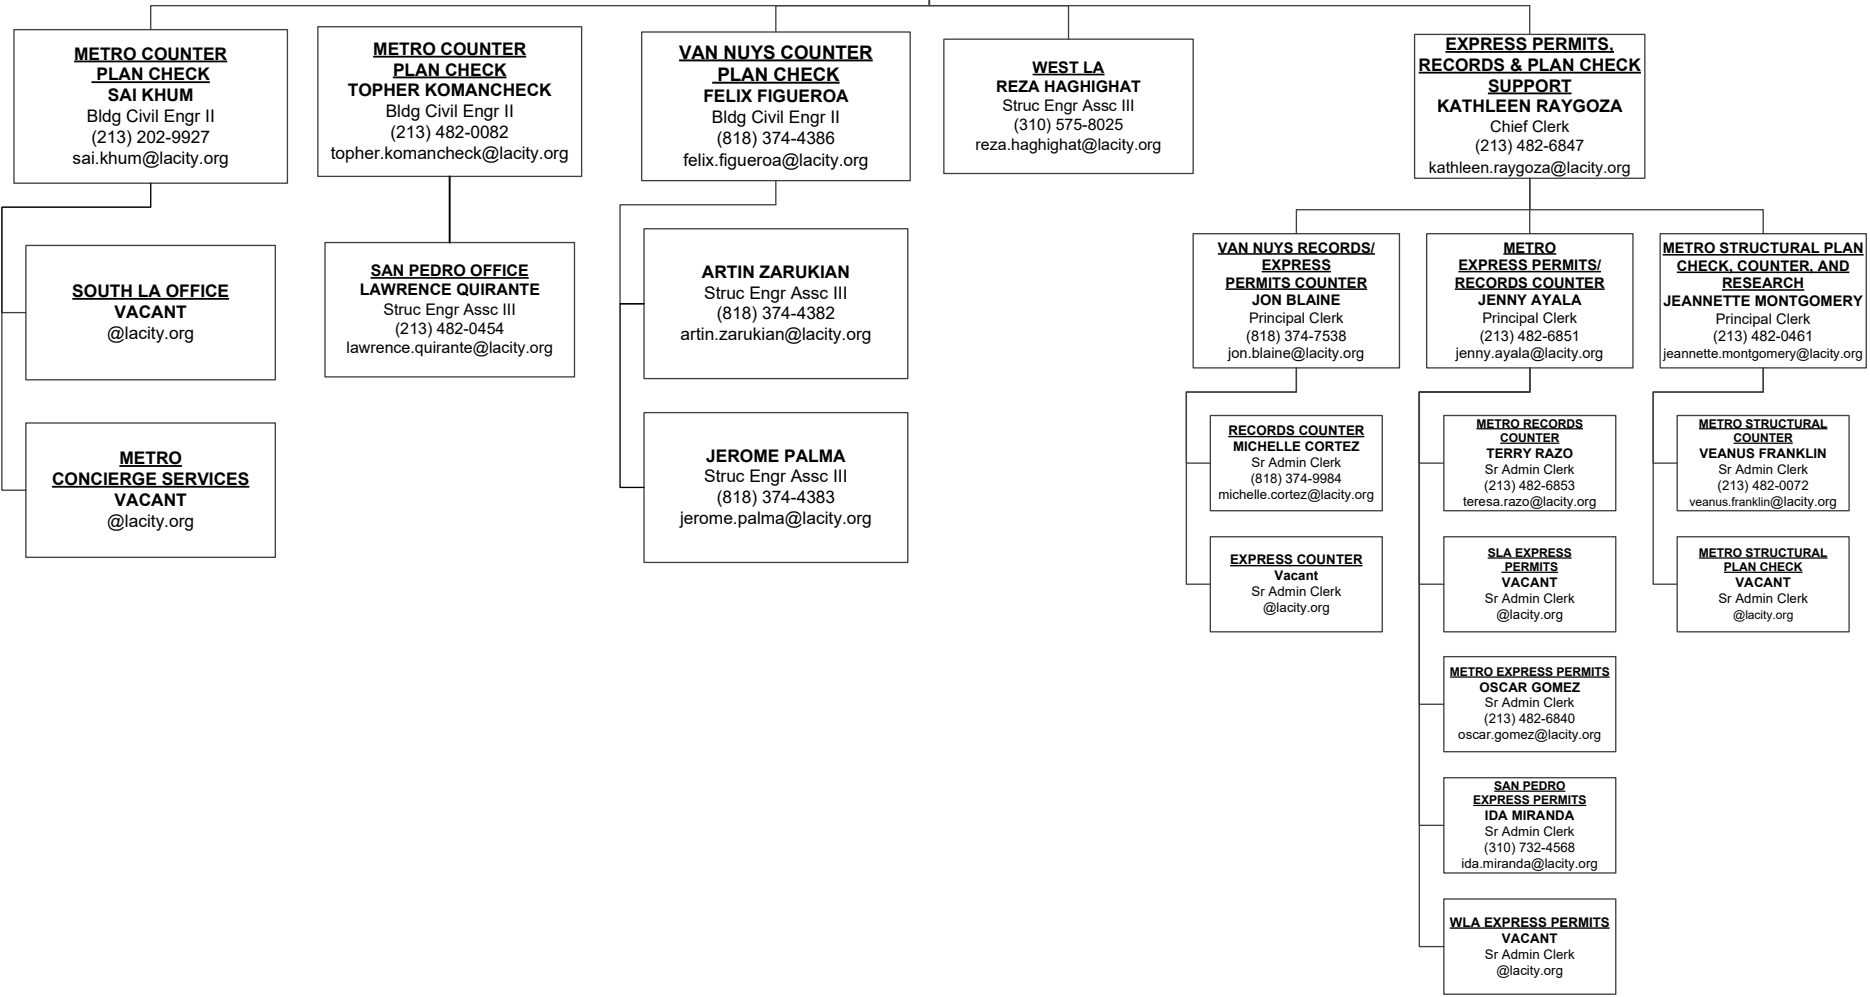 METRO COUNTER
PLAN CHECK
SAI KHUM
Bldg Civil Engr II
(213) 202-9927
sai.khum@lacity.org
METRO COUNTER
PLAN CHECK
TOPHER KOMANCHECK
Bldg Civil Engr II
(213) 482-0082
topher.komancheck@lacity.org
VAN NUYS COUNTER
PLAN CHECK
FELIX FIGUEROA
Bldg Civil Engr II
(818) 374-4386
felix.figueroa@lacity.org
WEST LA
REZA HAGHIGHAT
Struc Engr Assc III
(310) 575-8025
reza.haghighat@lacity.org
EXPRESS PERMITS,
RECORDS & PLAN CHECK
SUPPORT
KATHLEEN RAYGOZA
Chief Clerk
(213) 482-6847
kathleen.raygoza@lacity.org
SOUTH LA OFFICE
VACANT
@lacity.org
METRO
CONCIERGE SERVICES
VACANT
@lacity.org
SAN PEDRO OFFICE
LAWRENCE QUIRANTE
Struc Engr Assc III
(213) 482-0454
lawrence.quirante@lacity.org
ARTIN ZARUKIAN
Struc Engr Assc III
(818) 374-4382
artin.zarukian@lacity.org
JEROME PALMA
Struc Engr Assc III
(818) 374-4383
jerome.palma@lacity.org
VAN NUYS RECORDS/
EXPRESS
PERMITS COUNTER
JON BLAINE
Principal Clerk
(818) 374-7538
jon.blaine@lacity.org
METRO
EXPRESS PERMITS/
RECORDS COUNTER
JENNY AYALA
Principal Clerk
(213) 482-6851
jenny.ayala@lacity.org
METRO STRUCTURAL PLAN
CHECK, COUNTER, AND
RESEARCH
JEANNETTE MONTGOMERY
Principal Clerk
(213) 482-0461
jeannette.montgomery@lacity.org
RECORDS COUNTER
MICHELLE CORTEZ
Sr Admin Clerk
(818) 374-9984
michelle.cortez@lacity.org
EXPRESS COUNTER
Vacant
Sr Admin Clerk
@lacity.org
METRO RECORDS
COUNTER
TERRY RAZO
Sr Admin Clerk
(213) 482-6853
teresa.razo@lacity.org
SLA EXPRESS
PERMITS
VACANT
Sr Admin Clerk
@lacity.org
METRO EXPRESS PERMITS
OSCAR GOMEZ
Sr Admin Clerk
(213) 482-6840
oscar.gomez@lacity.org
SAN PEDRO
EXPRESS PERMITS
IDA MIRANDA
Sr Admin Clerk
(310) 732-4568
ida.miranda@lacity.org
WLA EXPRESS PERMITS
VACANT
Sr Admin Clerk
@lacity.org
METRO STRUCTURAL
COUNTER
VEANUS FRANKLIN
Sr Admin Clerk
(213) 482-0072
veanus.franklin@lacity.org
METRO STRUCTURAL
PLAN CHECK
VACANT
Sr Admin Clerk
@lacity.org